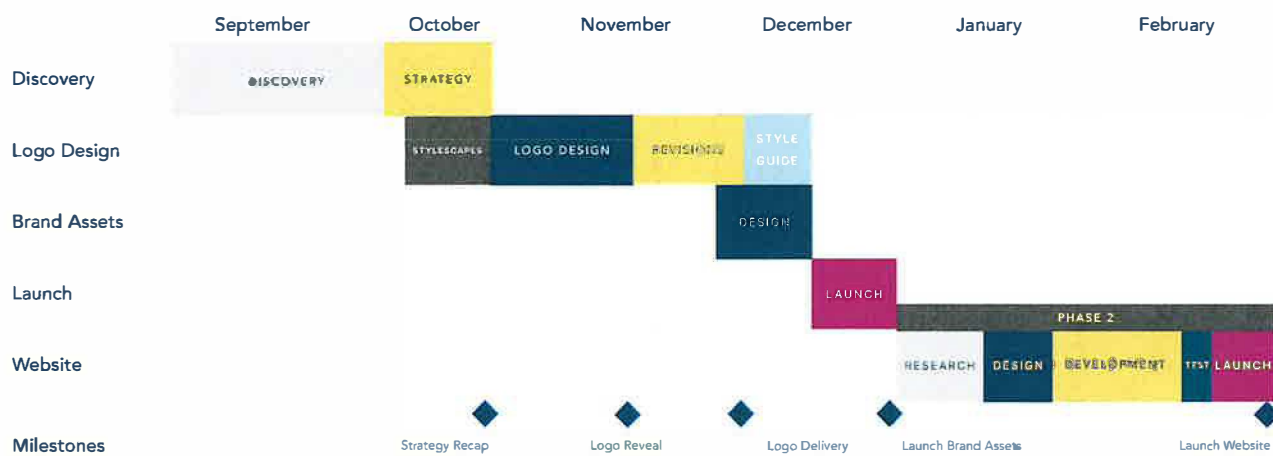 September October November December January February
Discovery DISCOVERY STRATEGY
Logo Design STYLESCAPES LOGO DESIGN REVISIONS STYLE
GUIDE
Brand Assets DESIGN
Launch LAUNCH
PHASE 2
Website RESEARCH DESIGN DEVELOPMENT TEST LAUNCH
Milestones Strategy Recap Logo Reveal Logo Delivery Launch Brand Assets Launch Website